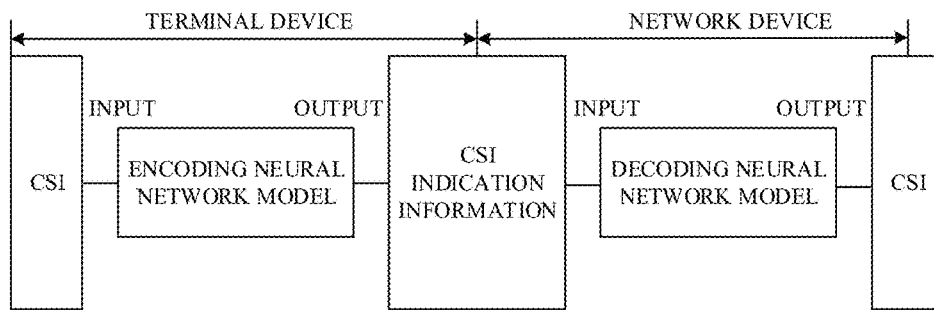 TERMINAL DEVICE
NETWORK DEVICE
INPUT
OUTPUT
INPUT
OUTPUT
CSI
ENCODING NEURAL
NETWORK MODEL
CSI
INDICATION
INFORMATION
DECODING NEURAL
NETWORK MODEL
CSI